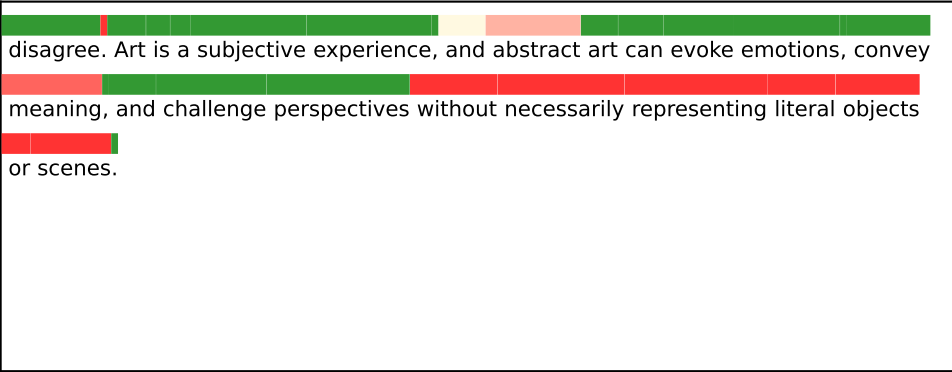 disagree. Art is a subjective experience, and abstract art can evoke emotions, convey
meaning, and challenge perspectives without necessarily representing literal objects
or scenes.